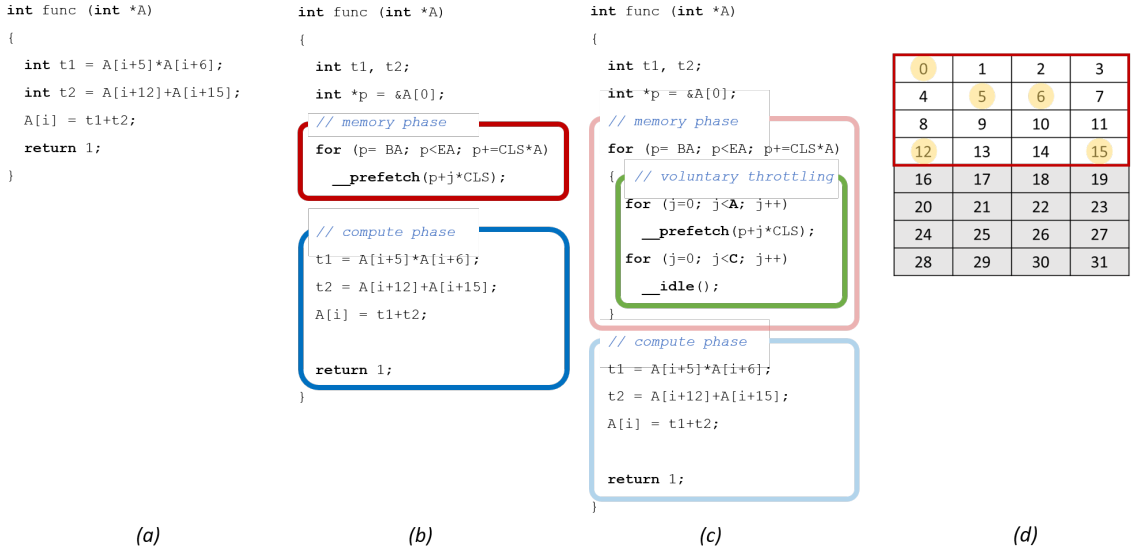 int func (int *A)
{
int t1 = A[i+5]*A[i+6];
int t2 = A[i+12]+A[i+15];
A[i] = t1+t2;
return 1;
}
(a)
int func (int *A)
{
int t1, t2;
int *p = &A[0];
// memory phase
for (p= BA; p<EA; p+=CLS*A)
__prefetch(p+j*CLS);
// compute phase
t1 = A[i+5]*A[i+6];
t2 = A[i+12]+A[i+15];
A[i] = t1+t2;
return 1;
}
(b)
int func (int *A)
{
int t1, t2;
int *p = &A[0];
// memory phase
for (p= BA; p<EA; p+=CLS*A)
{ // voluntary throttling
for (j=0; j<A; j++)
__prefetch(p+j*CLS);
for (j=0; j<C; j++)
__idle();
}
// compute phase
t1 = A[i+5]*A[i+6];
t2 = A[i+12]+A[i+15];
A[i] = t1+t2;
return 1;
}
(c)
0 1 2 3
4 5 6 7
8 9 10 11
12 13 14 15
16 17 18 19
20 21 22 23
24 25 26 27
28 29 30 31
(d)